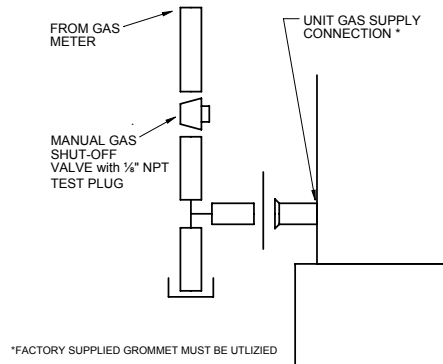 FROM GAS
METER
UNIT GAS SUPPLY
CONNECTION *
MANUAL GAS
SHUT-OFF
VALVE with ⅛" NPT
TEST PLUG
*FACTORY SUPPLIED GROMMET MUST BE UTLIZIED